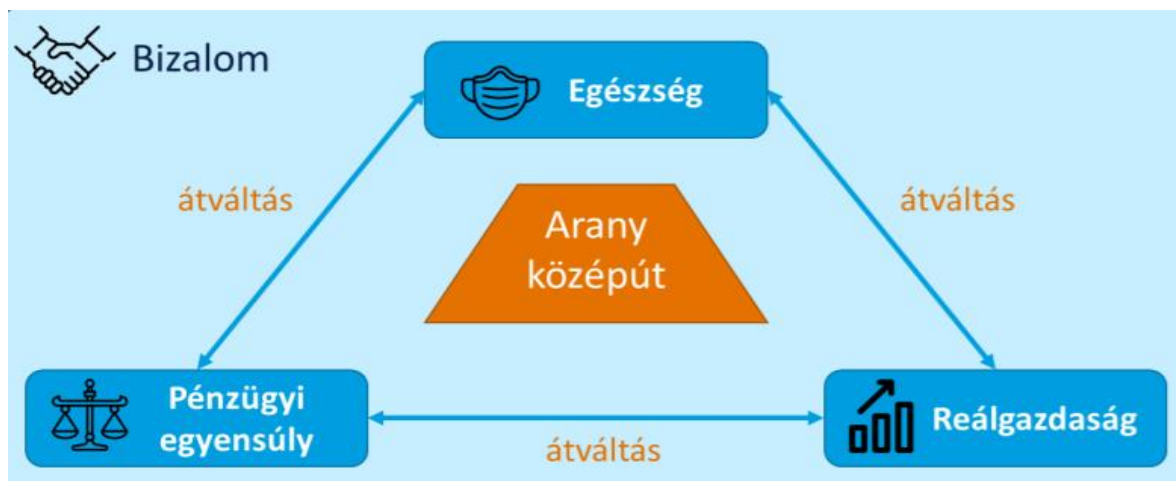 Bizalom
Egészség
átváltás
átváltás
Arany
középút
Pénzügyi
egyensúly
Reálgazdaság
átváltás